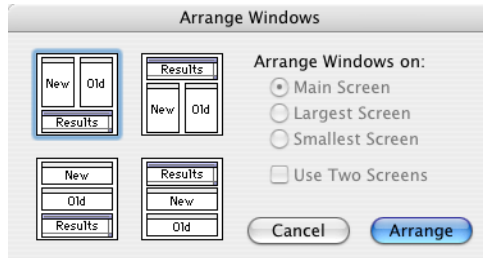 Arrange Windows
New Old
Results
Results
New Old
New
Old
Results
Results
New
Old
Arrange Windows on:
Main Screen
Largest Screen
Smallest Screen
Use Two Screens
Cancel Arrange